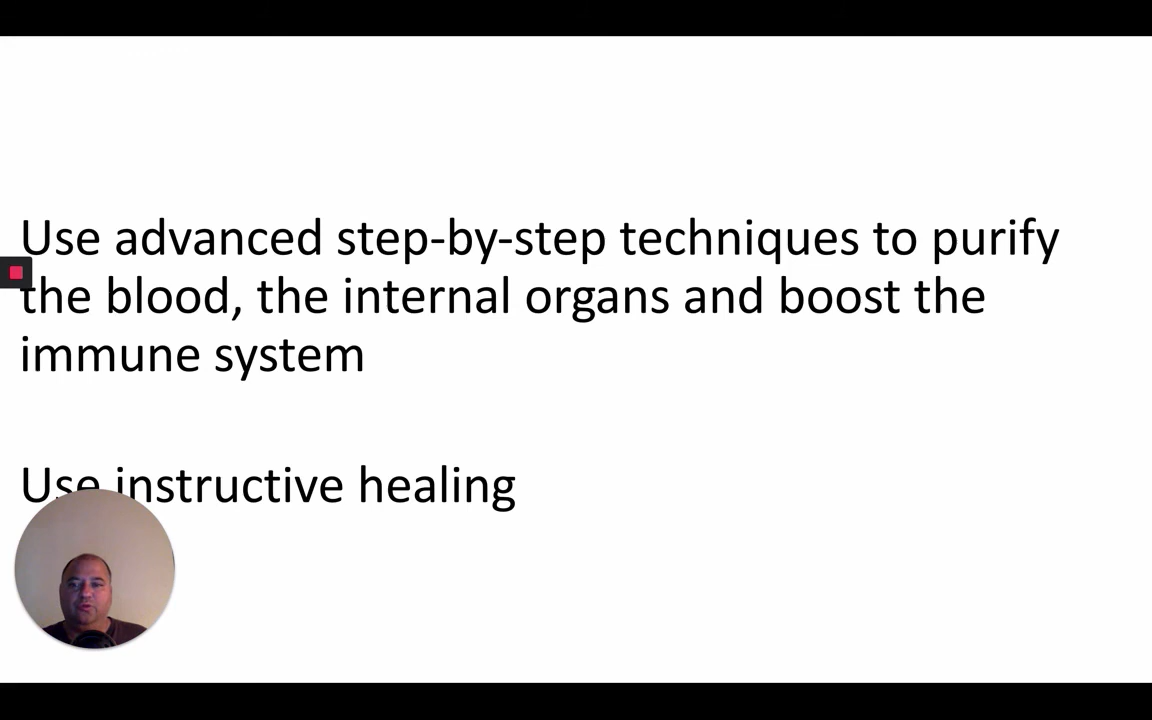 Use advanced step-by-step techniques to purify
the blood, the internal organs and boost the
immune system
Use instructive healing